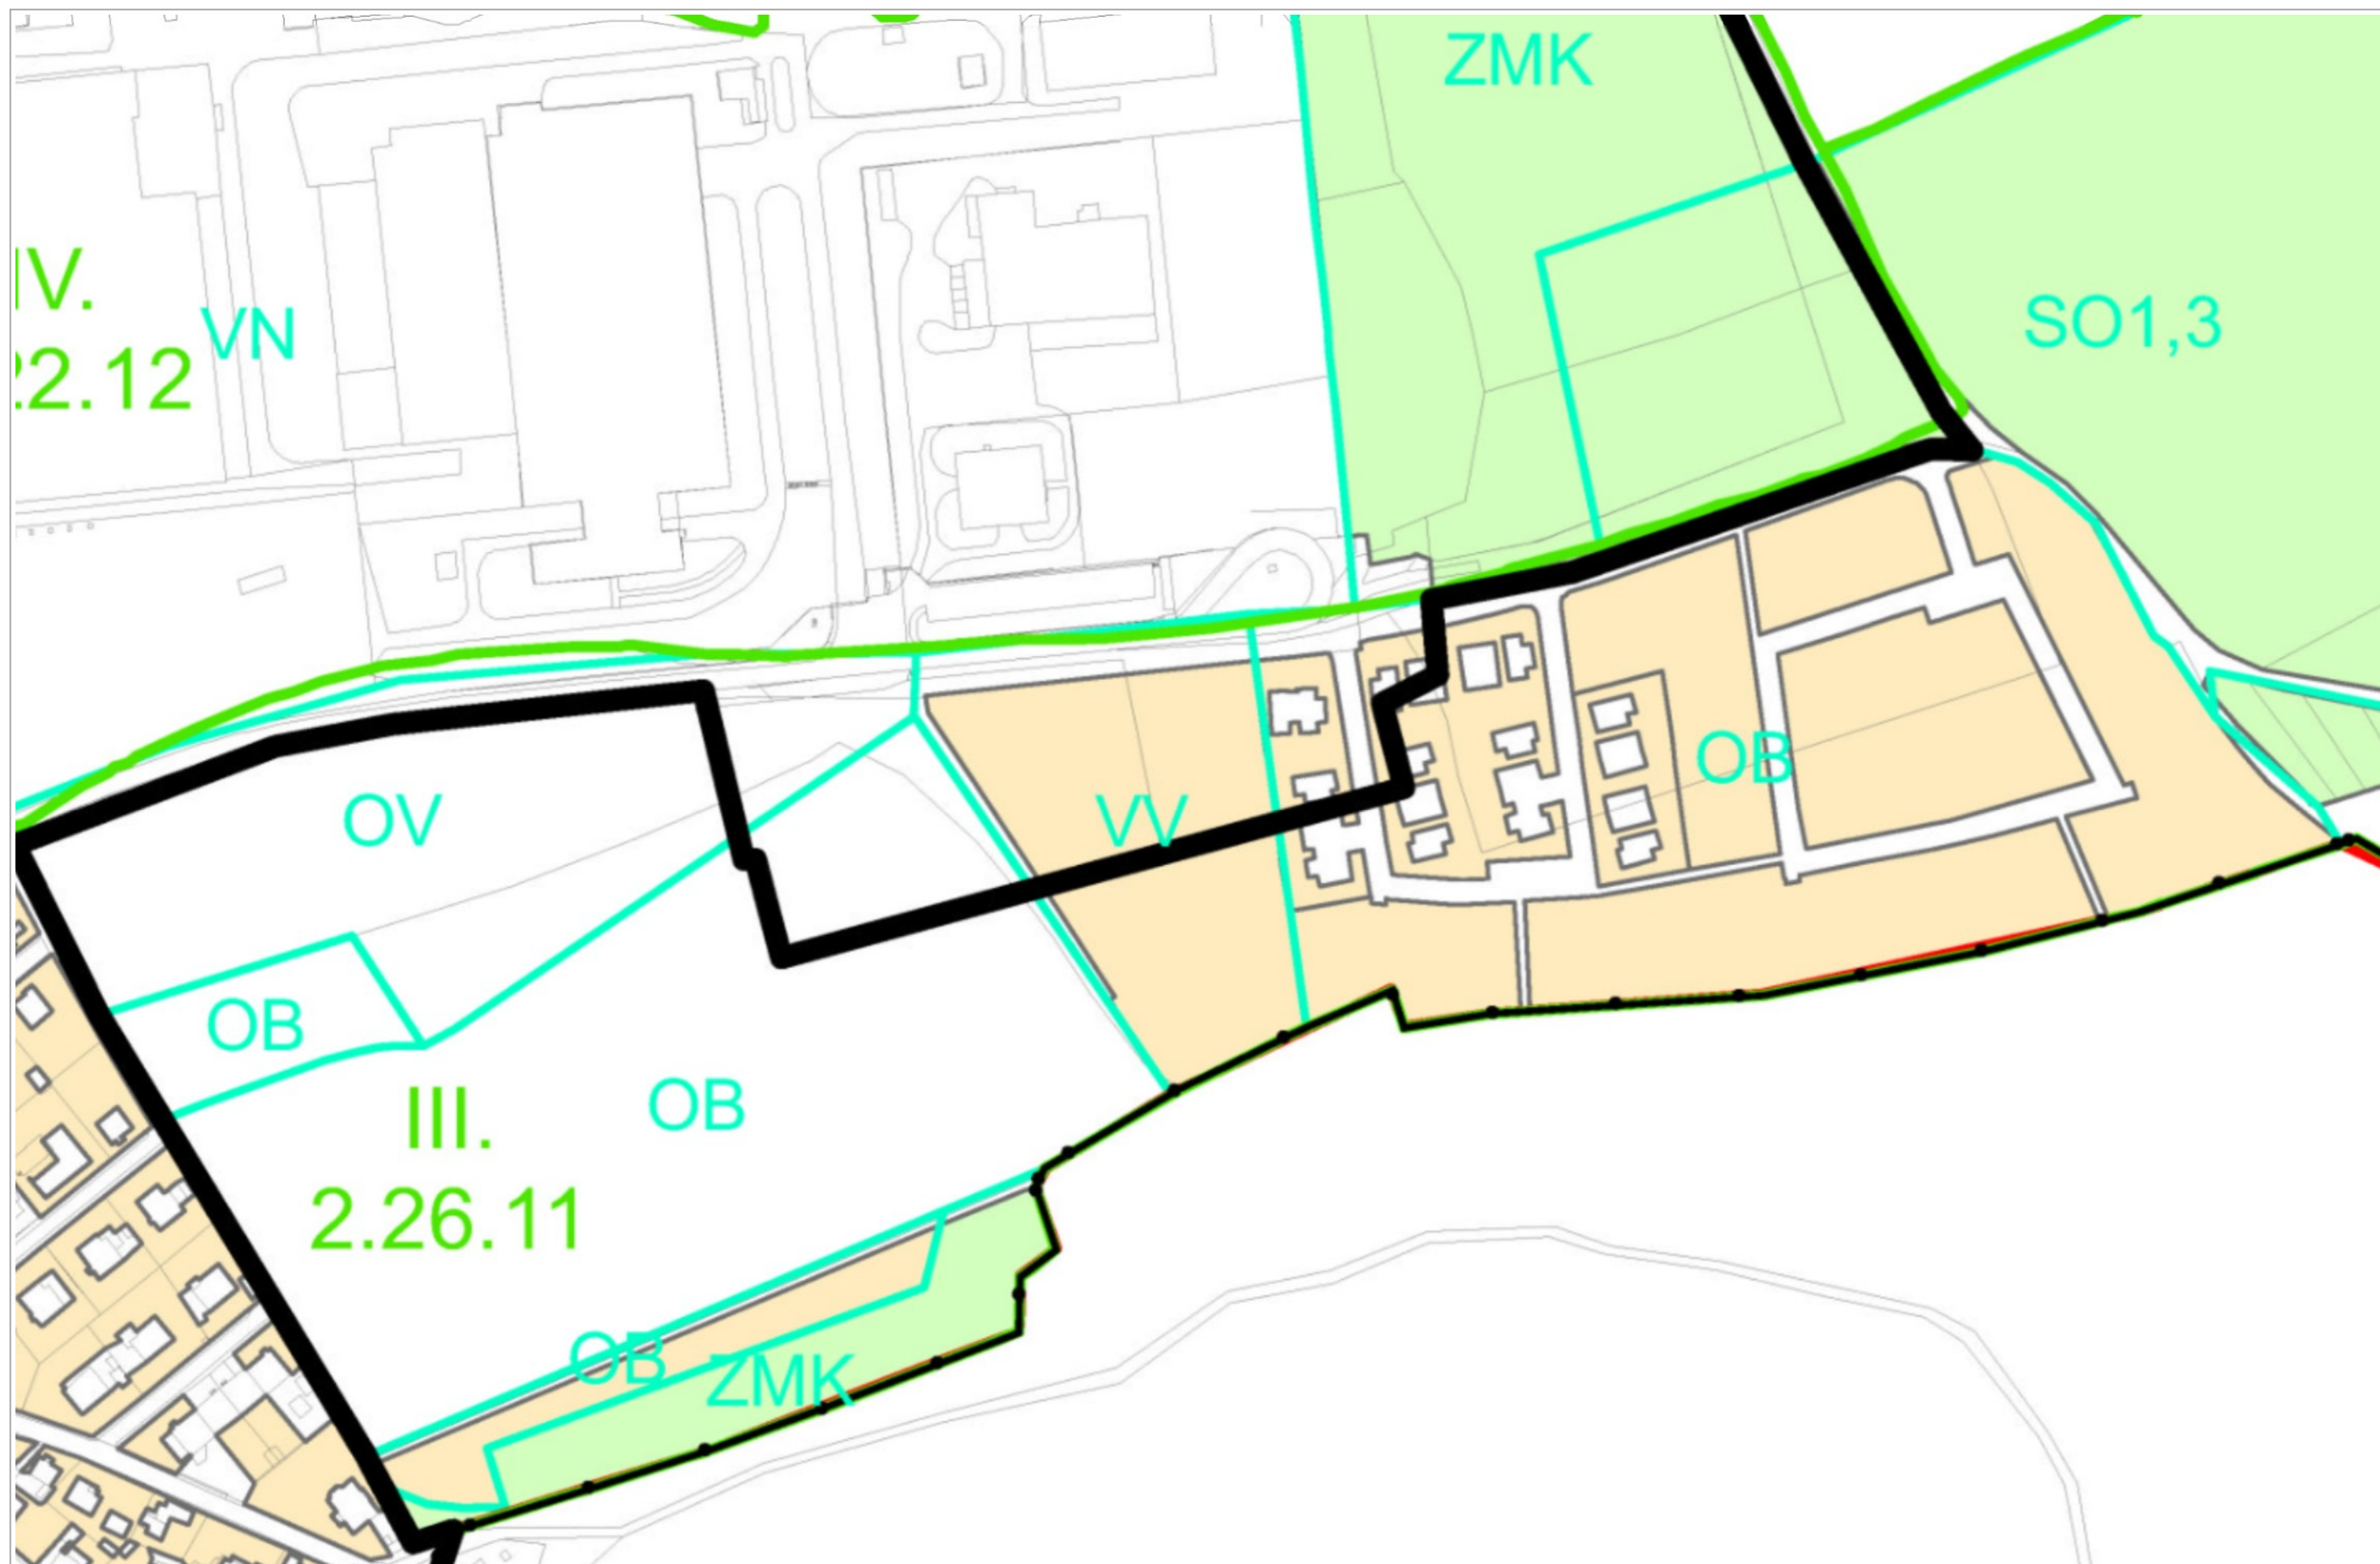 ZMK
IV.
22.12
VN
SO1,3
OV
VV
OB
OB
OB
III.
2.26.11
OB
ZMK